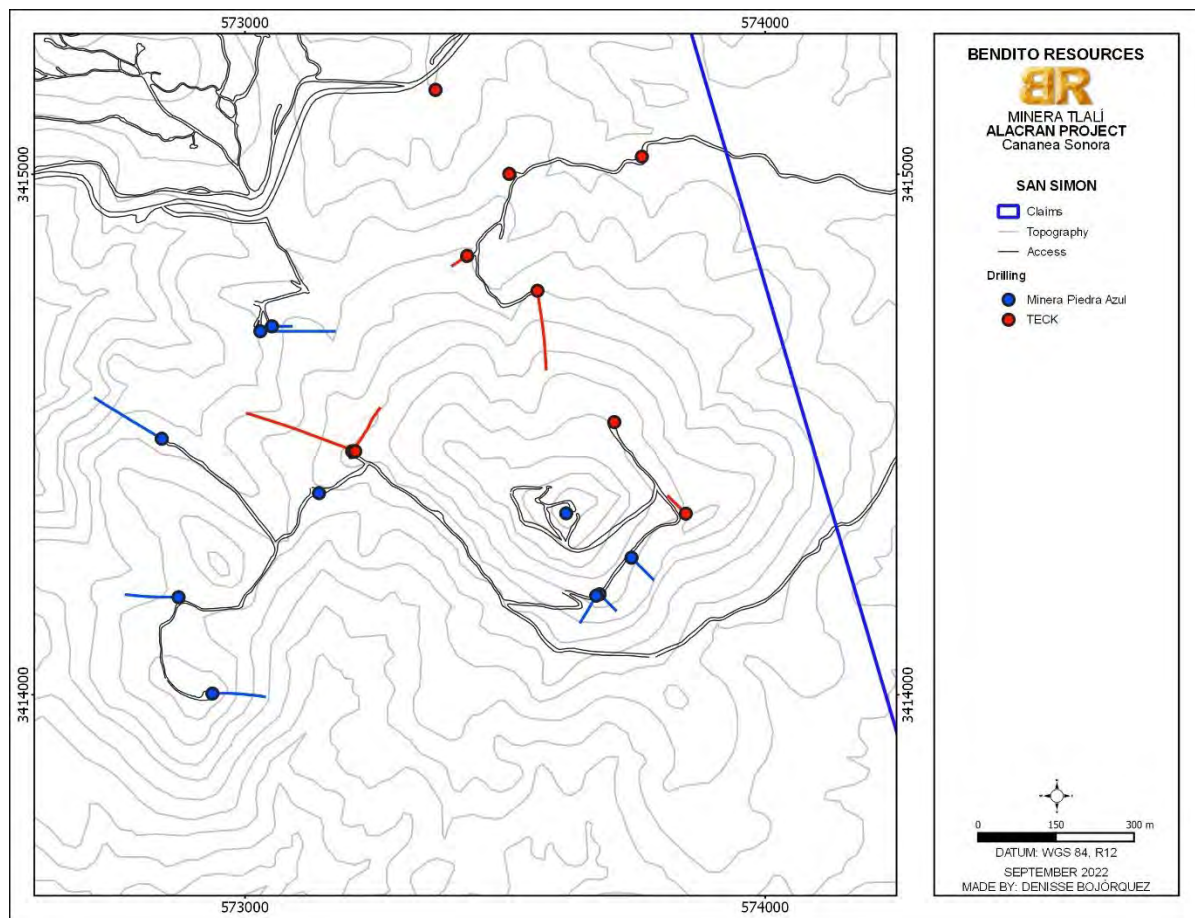 573000
574000
3415000
3415000
3414000
3414000
573000
574000
BENDITO RESOURCES
BR
MINERA TLALÍ
ALACRAN PROJECT
Cananea Sonora
SAN SIMON
Claims
Topography
Access
Drilling
Minera Piedra Azul
TECK
0 150 300 m
DATUM: WGS 84, R12
SEPTEMBER 2022
MADE BY: DENISSE BOJÓRQUEZ